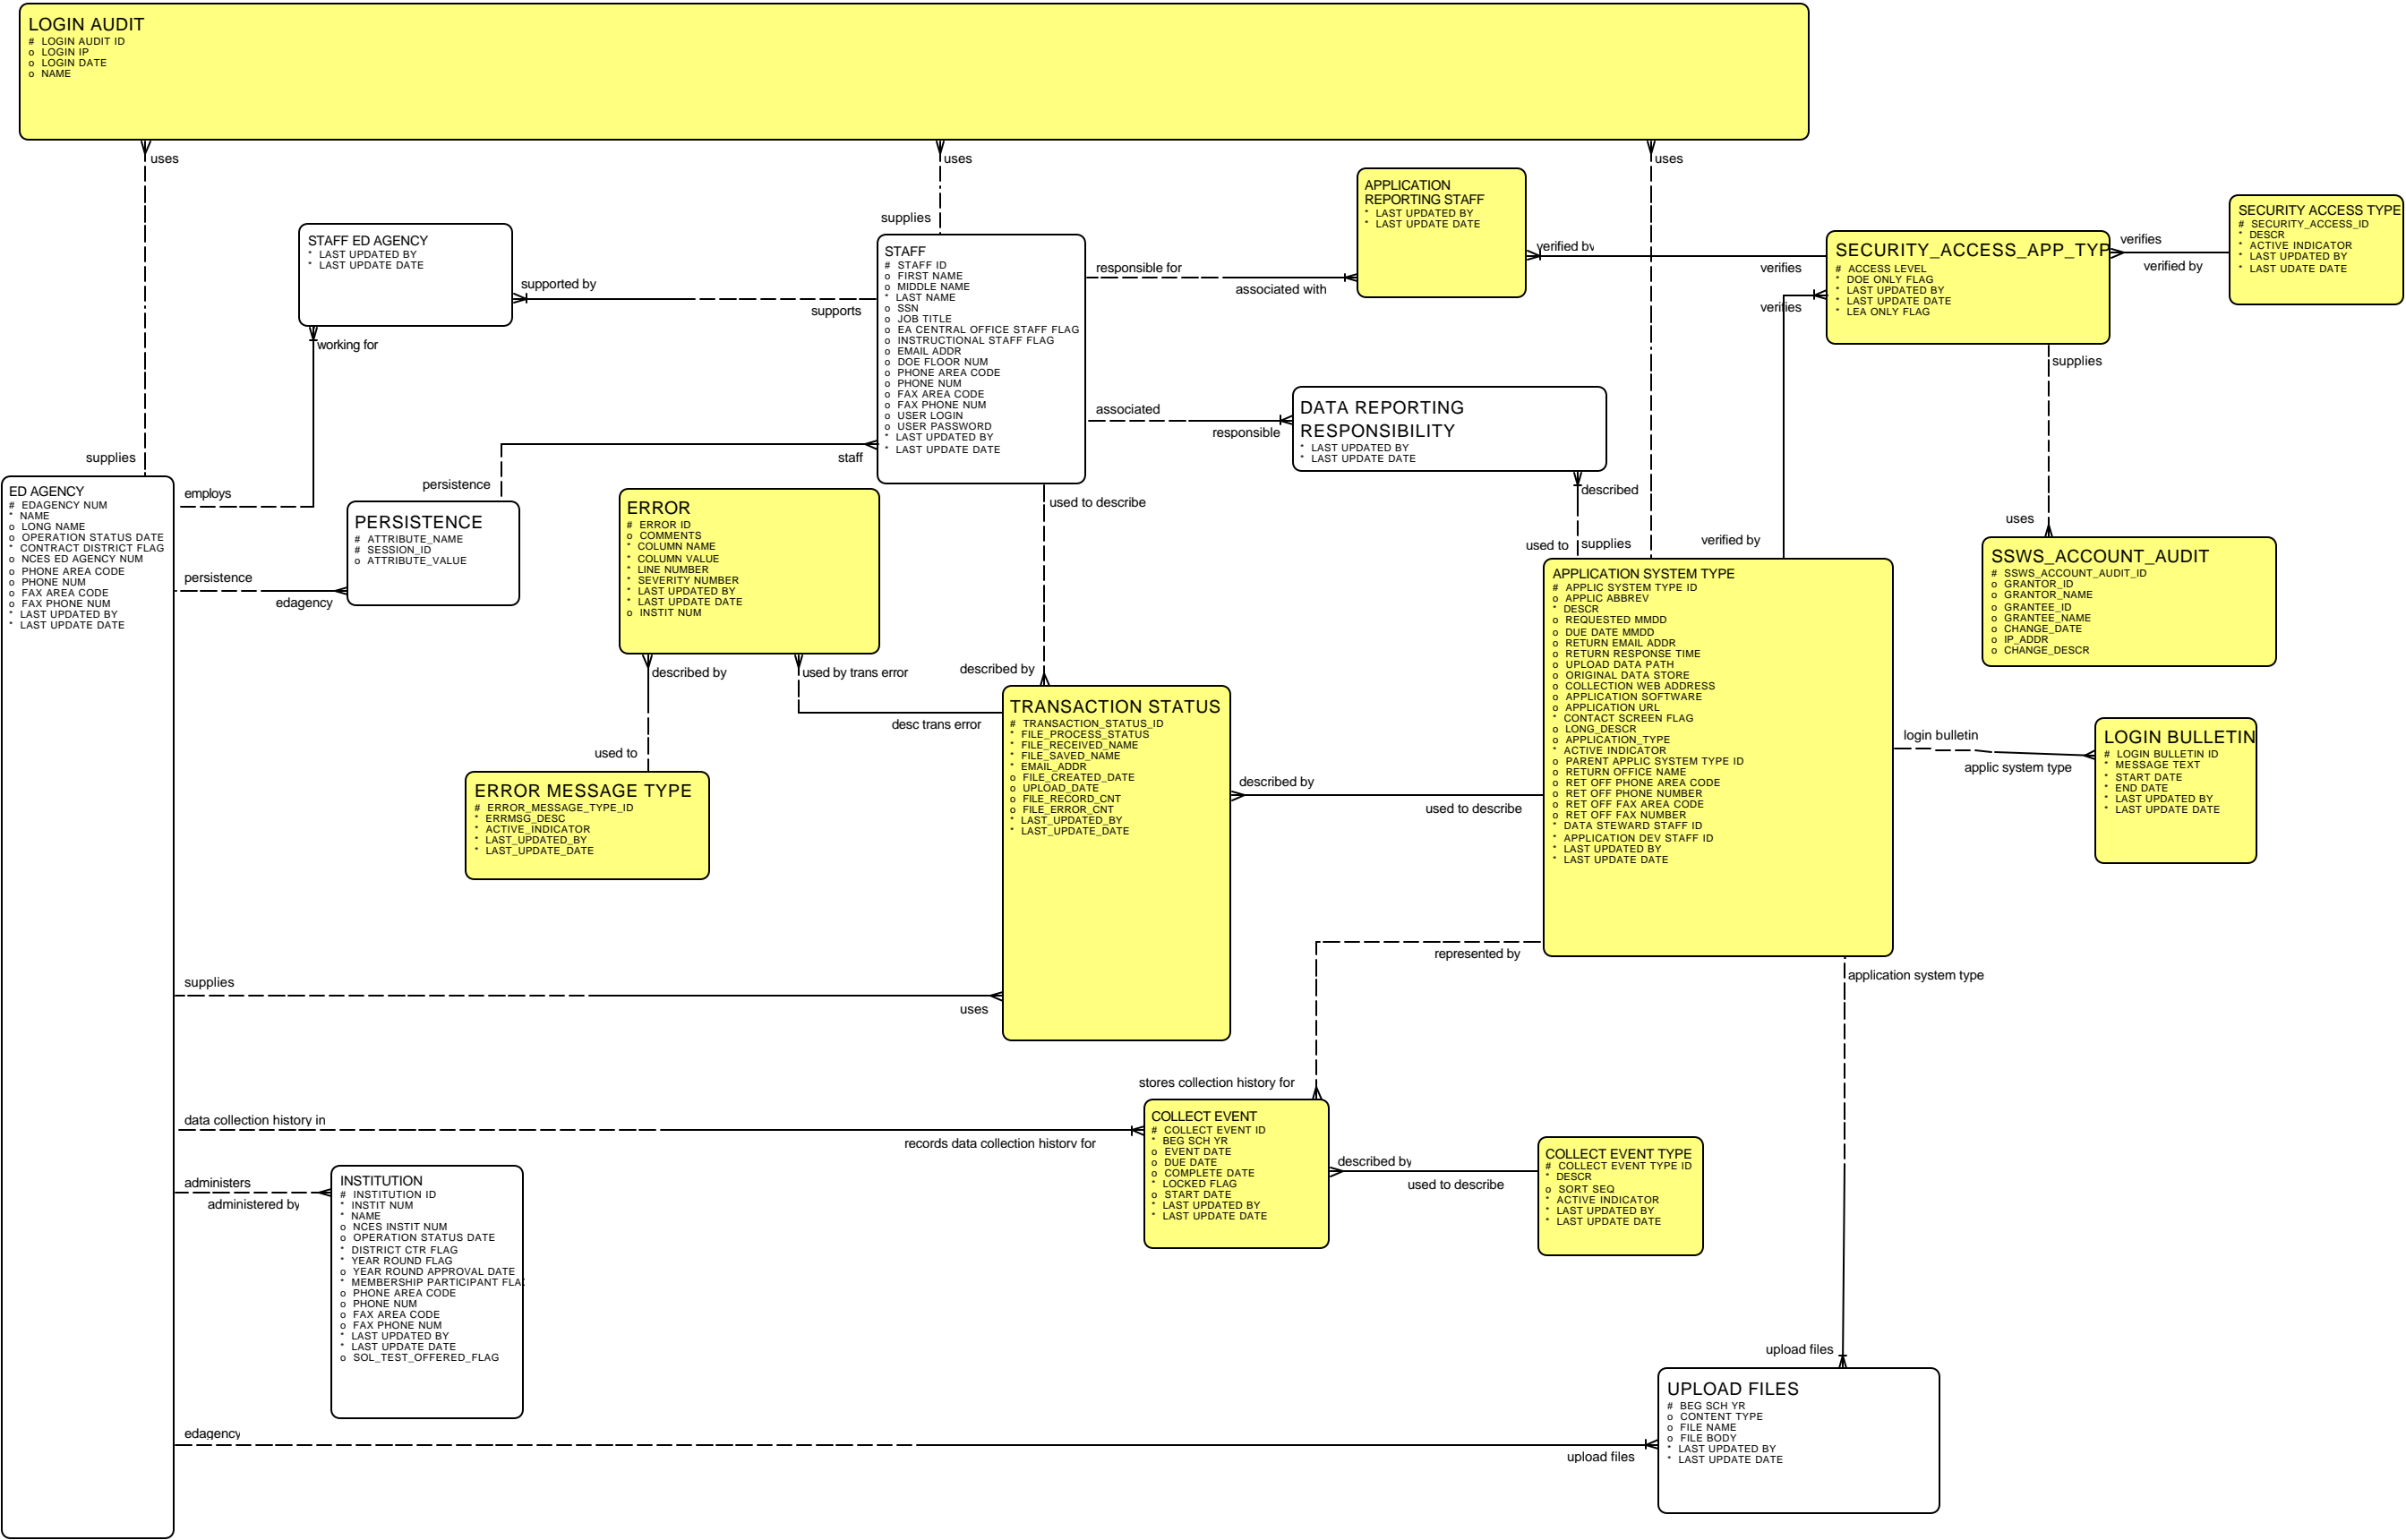 LOGIN AUDIT
# LOGIN AUDIT ID
o LOGIN IP
o LOGIN DATE
o NAME
uses
uses
uses
supplies
supplies
STAFF ED AGENCY
* LAST UPDATED BY
* LAST UPDATE DATE
supported by
supports
working for
employs
STAFF
# STAFF ID
o FIRST NAME
o MIDDLE NAME
* LAST NAME
o SSN
o JOB TITLE
o EA CENTRAL OFFICE STAFF FLAG
o INSTRUCTIONAL STAFF FLAG
o EMAIL ADDR
o DOE FLOOR NUM
o PHONE AREA CODE
o PHONE NUM
o FAX AREA CODE
o FAX PHONE NUM
o USER LOGIN
o USER PASSWORD
* LAST UPDATED BY
* LAST UPDATE DATE
responsible for
associated with
APPLICATION
REPORTING STAFF
* LAST UPDATED BY
* LAST UPDATE DATE
verified by
verifies
verifies
SECURITY_ACCESS_APP_TYP
# ACCESS LEVEL
* DOE ONLY FLAG
* LAST UPDATED BY
* LAST UPDATE DATE
* LEA ONLY FLAG
verifies
verified by
SECURITY ACCESS TYPE
# SECURITY_ACCESS_ID
* DESCR
* ACTIVE INDICATOR
* LAST UPDATED BY
* LAST UDATE DATE
supplies
uses
SSWS_ACCOUNT_AUDIT
# SSWS_ACCOUNT_AUDIT_ID
o GRANTOR_ID
o GRANTOR_NAME
o GRANTEE_ID
o GRANTEE_NAME
o CHANGE_DATE
o IP_ADDR
o CHANGE_DESCR
associated
responsible
DATA REPORTING
RESPONSIBILITY
* LAST UPDATED BY
* LAST UPDATE DATE
described
used to
supplies
verified by
ED AGENCY
# EDAGENCY NUM
* NAME
o LONG NAME
o OPERATION STATUS DATE
* CONTRACT DISTRICT FLAG
o NCES ED AGENCY NUM
o PHONE AREA CODE
o PHONE NUM
o FAX AREA CODE
o FAX PHONE NUM
* LAST UPDATED BY
* LAST UPDATE DATE
persistence
staff
PERSISTENCE
# ATTRIBUTE_NAME
# SESSION_ID
o ATTRIBUTE_VALUE
persistence
edagency
ERROR
# ERROR ID
o COMMENTS
* COLUMN NAME
* COLUMN VALUE
* LINE NUMBER
* SEVERITY NUMBER
* LAST UPDATED BY
* LAST UPDATE DATE
o INSTIT NUM
described by
used by trans error
used to
desc trans error
ERROR MESSAGE TYPE
# ERROR_MESSAGE_TYPE_ID
* ERRMSG_DESC
* ACTIVE_INDICATOR
* LAST_UPDATED_BY
* LAST_UPDATE_DATE
used to describe
described by
TRANSACTION STATUS
# TRANSACTION_STATUS_ID
* FILE_PROCESS_STATUS
* FILE_RECEIVED_NAME
* FILE_SAVED_NAME
* EMAIL_ADDR
o FILE_CREATED_DATE
o UPLOAD_DATE
o FILE_RECORD_CNT
o FILE_ERROR_CNT
* LAST_UPDATED_BY
* LAST_UPDATE_DATE
described by
used to describe
APPLICATION SYSTEM TYPE
# APPLIC SYSTEM TYPE ID
o APPLIC ABBREV
* DESCR
o REQUESTED MMDD
o DUE DATE MMDD
o RETURN EMAIL ADDR
o RETURN RESPONSE TIME
o UPLOAD DATA PATH
o ORIGINAL DATA STORE
o COLLECTION WEB ADDRESS
o APPLICATION SOFTWARE
o APPLICATION URL
* CONTACT SCREEN FLAG
o LONG_DESCR
o APPLICATION_TYPE
* ACTIVE INDICATOR
o PARENT APPLIC SYSTEM TYPE ID
o RETURN OFFICE NAME
o RET OFF PHONE AREA CODE
o RET OFF PHONE NUMBER
o RET OFF FAX AREA CODE
o RET OFF FAX NUMBER
* DATA STEWARD STAFF ID
* APPLICATION DEV STAFF ID
* LAST UPDATED BY
* LAST UPDATE DATE
login bulletin
applic system type
LOGIN BULLETIN
# LOGIN BULLETIN ID
* MESSAGE TEXT
* START DATE
* END DATE
* LAST UPDATED BY
* LAST UPDATE DATE
represented by
application system type
supplies
uses
stores collection history for
data collection history in
records data collection history for
COLLECT EVENT
# COLLECT EVENT ID
* BEG SCH YR
o EVENT DATE
o DUE DATE
o COMPLETE DATE
* LOCKED FLAG
o START DATE
* LAST UPDATED BY
* LAST UPDATE DATE
described by
used to describe
COLLECT EVENT TYPE
# COLLECT EVENT TYPE ID
* DESCR
o SORT SEQ
* ACTIVE INDICATOR
* LAST UPDATED BY
* LAST UPDATE DATE
administers
administered by
INSTITUTION
# INSTITUTION ID
* INSTIT NUM
* NAME
o NCES INSTIT NUM
o OPERATION STATUS DATE
* DISTRICT CTR FLAG
* YEAR ROUND FLAG
o YEAR ROUND APPROVAL DATE
* MEMBERSHIP PARTICIPANT FLA
o PHONE AREA CODE
o PHONE NUM
o FAX AREA CODE
o FAX PHONE NUM
* LAST UPDATED BY
* LAST UPDATE DATE
o SOL_TEST_OFFERED_FLAG
upload files
edagency
upload files
UPLOAD FILES
# BEG SCH YR
o CONTENT TYPE
o FILE NAME
o FILE BODY
* LAST UPDATED BY
* LAST UPDATE DATE